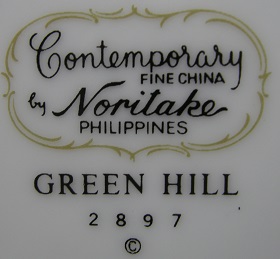 Contemporary
FINE CHINA
by Noritake
PHILIPPINES
GREEN HILL
2897
©